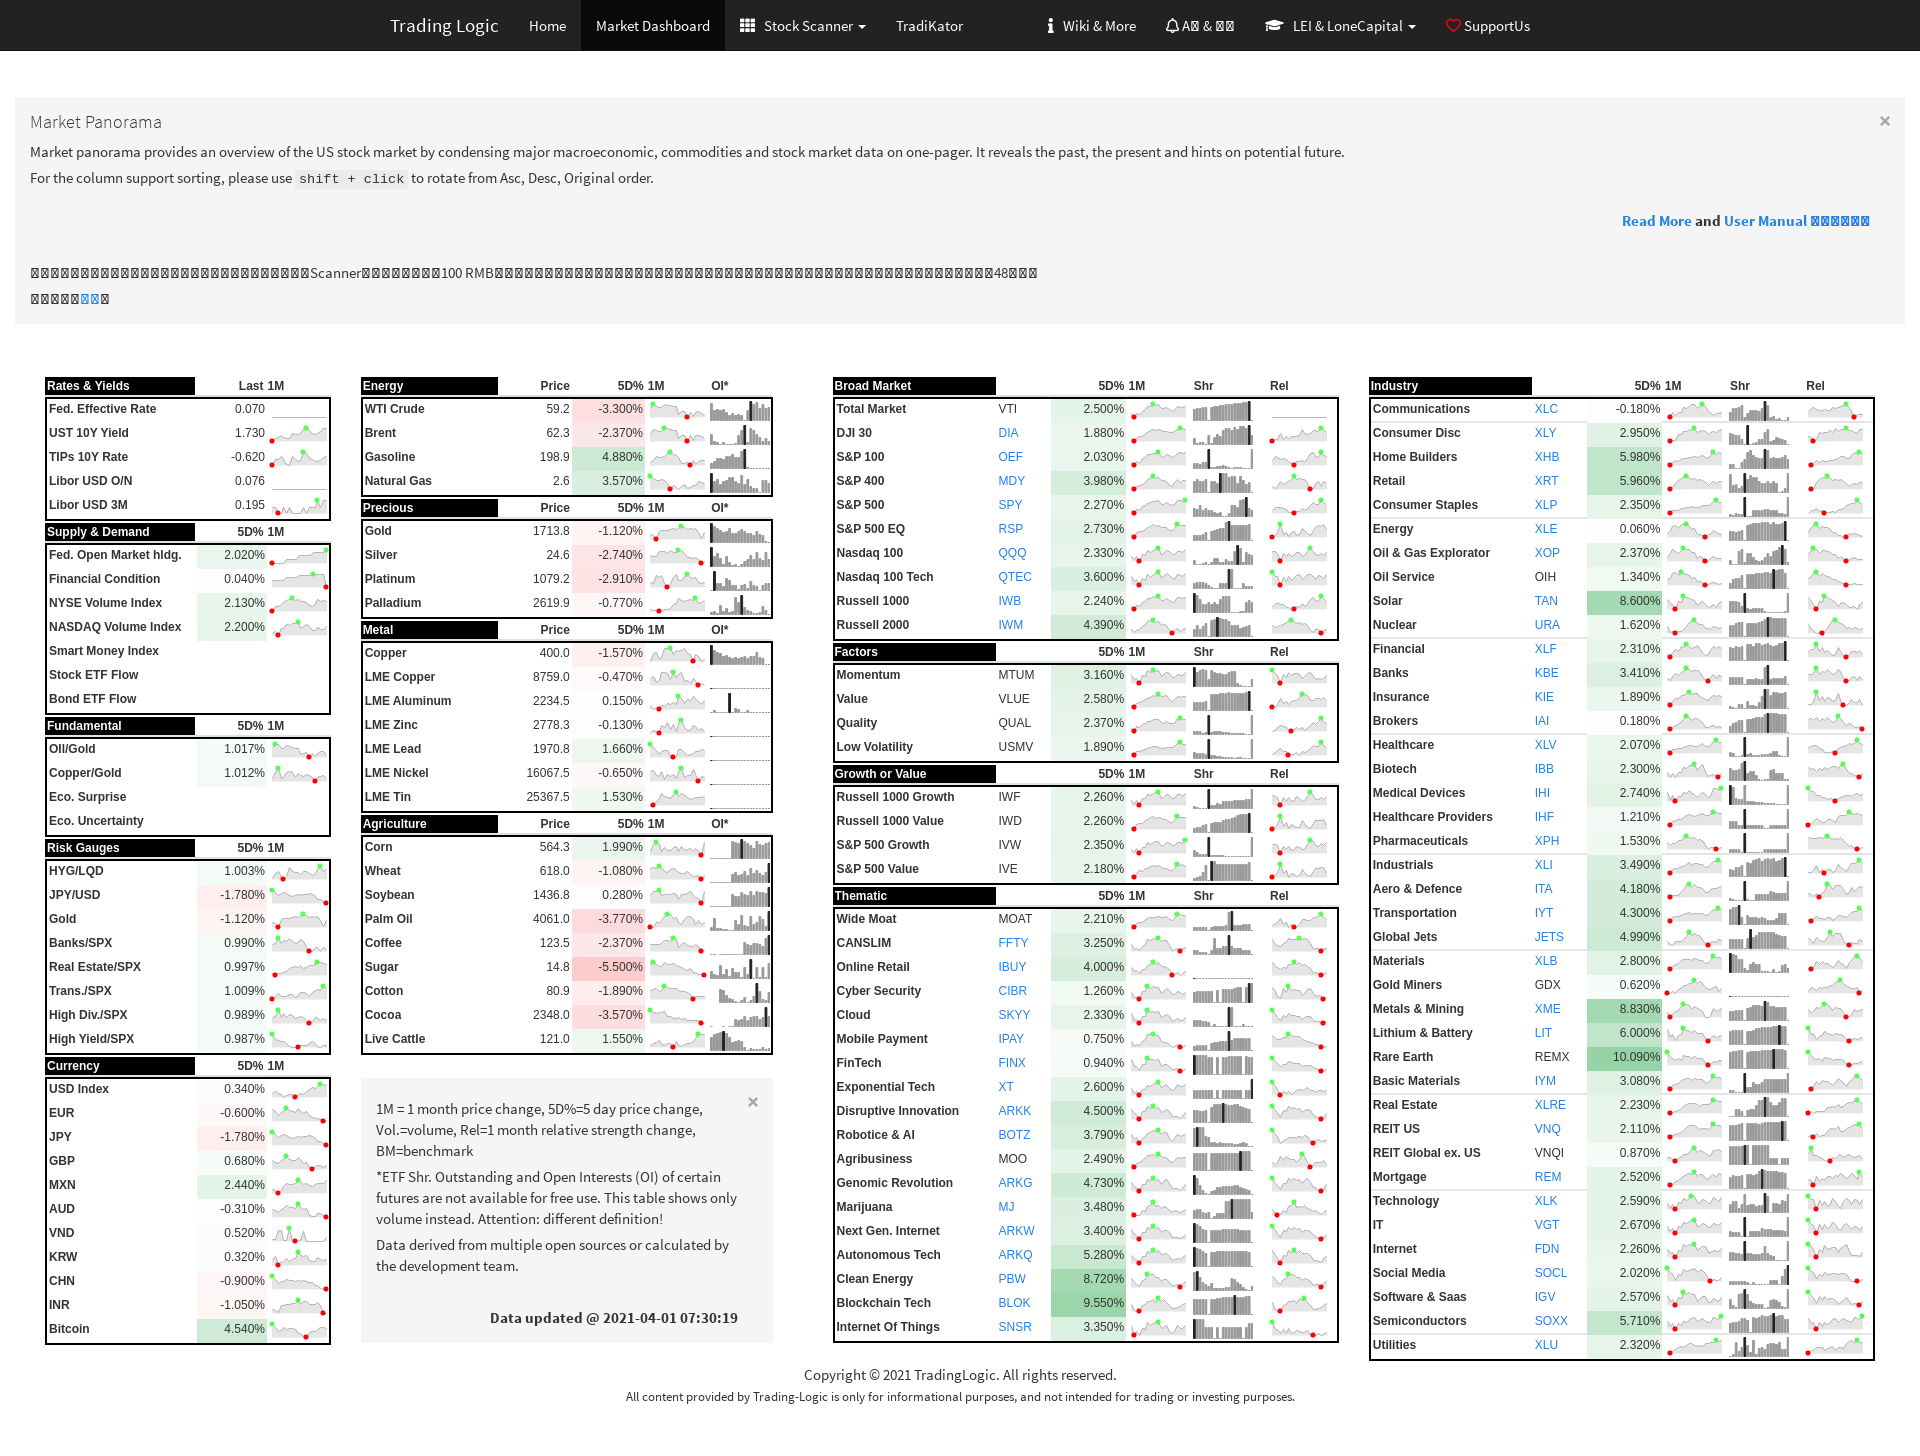 Trading Logic Home Market Dashboard Stock Scanner TradiKator Wiki & More A & LEI & LoneCapital SupportUs
Market Panorama ×
Market panorama provides an overview of the US stock market by condensing major macroeconomic, commodities and stock market data on one-pager. It reveals the past, the present and hints on potential future.
For the column support sorting, please use shift + click to rotate from Asc, Desc, Original order.
Read More and User Manual
Scanner 100 RMB 48
Rates & Yields Last 1M
Fed. Effective Rate 0.070
UST 10Y Yield 1.730
TIPs 10Y Rate -0.620
Libor USD O/N 0.076
Libor USD 3M 0.195
Supply & Demand 5D% 1M
Fed. Open Market hldg. 2.020%
Financial Condition 0.040%
NYSE Volume Index 2.130%
NASDAQ Volume Index 2.200%
Smart Money Index
Stock ETF Flow
Bond ETF Flow
Fundamental 5D% 1M
OIl/Gold 1.017%
Copper/Gold 1.012%
Eco. Surprise
Eco. Uncertainty
Risk Gauges 5D% 1M
HYG/LQD 1.003%
JPY/USD -1.780%
Gold -1.120%
Banks/SPX 0.990%
Real Estate/SPX 0.997%
Trans./SPX 1.009%
High Div./SPX 0.989%
High Yield/SPX 0.987%
Currency 5D% 1M
USD Index 0.340%
EUR -0.600%
JPY -1.780%
GBP 0.680%
MXN 2.440%
AUD -0.310%
VND 0.520%
KRW 0.320%
CHN -0.900%
INR -1.050%
Bitcoin 4.540%
Energy Price 5D% 1M OI*
WTI Crude 59.2 -3.300%
Brent 62.3 -2.370%
Gasoline 198.9 4.880%
Natural Gas 2.6 3.570%
Precious Price 5D% 1M OI*
Gold 1713.8 -1.120%
Silver 24.6 -2.740%
Platinum 1079.2 -2.910%
Palladium 2619.9 -0.770%
Metal Price 5D% 1M OI*
Copper 400.0 -1.570%
LME Copper 8759.0 -0.470%
LME Aluminum 2234.5 0.150%
LME Zinc 2778.3 -0.130%
LME Lead 1970.8 1.660%
LME Nickel 16067.5 -0.650%
LME Tin 25367.5 1.530%
Agriculture Price 5D% 1M OI*
Corn 564.3 1.990%
Wheat 618.0 -1.080%
Soybean 1436.8 0.280%
Palm Oil 4061.0 -3.770%
Coffee 123.5 -2.370%
Sugar 14.8 -5.500%
Cotton 80.9 -1.890%
Cocoa 2348.0 -3.570%
Live Cattle 121.0 1.550%
×
1M = 1 month price change, 5D%=5 day price change,
Vol.=volume, Rel=1 month relative strength change,
BM=benchmark
*ETF Shr. Outstanding and Open Interests (OI) of certain
futures are not available for free use. This table shows only
volume instead. Attention: different definition!
Data derived from multiple open sources or calculated by
the development team.
Data updated @ 2021-04-01 07:30:19
Broad Market 5D% 1M Shr Rel
Total Market VTI 2.500%
DJI 30 DIA 1.880%
S&P 100 OEF 2.030%
S&P 400 MDY 3.980%
S&P 500 SPY 2.270%
S&P 500 EQ RSP 2.730%
Nasdaq 100 QQQ 2.330%
Nasdaq 100 Tech QTEC 3.600%
Russell 1000 IWB 2.240%
Russell 2000 IWM 4.390%
Factors 5D% 1M Shr Rel
Momentum MTUM 3.160%
Value VLUE 2.580%
Quality QUAL 2.370%
Low Volatility USMV 1.890%
Growth or Value 5D% 1M Shr Rel
Russell 1000 Growth IWF 2.260%
Russell 1000 Value IWD 2.260%
S&P 500 Growth IVW 2.350%
S&P 500 Value IVE 2.180%
Thematic 5D% 1M Shr Rel
Wide Moat MOAT 2.210%
CANSLIM FFTY 3.250%
Online Retail IBUY 4.000%
Cyber Security CIBR 1.260%
Cloud SKYY 2.330%
Mobile Payment IPAY 0.750%
FinTech FINX 0.940%
Exponential Tech XT 2.600%
Disruptive Innovation ARKK 4.500%
Robotice & AI BOTZ 3.790%
Agribusiness MOO 2.490%
Genomic Revolution ARKG 4.730%
Marijuana MJ 3.480%
Next Gen. Internet ARKW 3.400%
Autonomous Tech ARKQ 5.280%
Clean Energy PBW 8.720%
Blockchain Tech BLOK 9.550%
Internet Of Things SNSR 3.350%
Industry 5D% 1M Shr Rel
Communications XLC -0.180%
Consumer Disc XLY 2.950%
Home Builders XHB 5.980%
Retail XRT 5.960%
Consumer Staples XLP 2.350%
Energy XLE 0.060%
Oil & Gas Explorator XOP 2.370%
Oil Service OIH 1.340%
Solar TAN 8.600%
Nuclear URA 1.620%
Financial XLF 2.310%
Banks KBE 3.410%
Insurance KIE 1.890%
Brokers IAI 0.180%
Healthcare XLV 2.070%
Biotech IBB 2.300%
Medical Devices IHI 2.740%
Healthcare Providers IHF 1.210%
Pharmaceuticals XPH 1.530%
Industrials XLI 3.490%
Aero & Defence ITA 4.180%
Transportation IYT 4.300%
Global Jets JETS 4.990%
Materials XLB 2.800%
Gold Miners GDX 0.620%
Metals & Mining XME 8.830%
Lithium & Battery LIT 6.000%
Rare Earth REMX 10.090%
Basic Materials IYM 3.080%
Real Estate XLRE 2.230%
REIT US VNQ 2.110%
REIT Global ex. US VNQI 0.870%
Mortgage REM 2.520%
Technology XLK 2.590%
IT VGT 2.670%
Internet FDN 2.260%
Social Media SOCL 2.020%
Software & Saas IGV 2.570%
Semiconductors SOXX 5.710%
Utilities XLU 2.320%
Copyright © 2021 TradingLogic. All rights reserved.
All content provided by Trading-Logic is only for informational purposes, and not intended for trading or investing purposes.